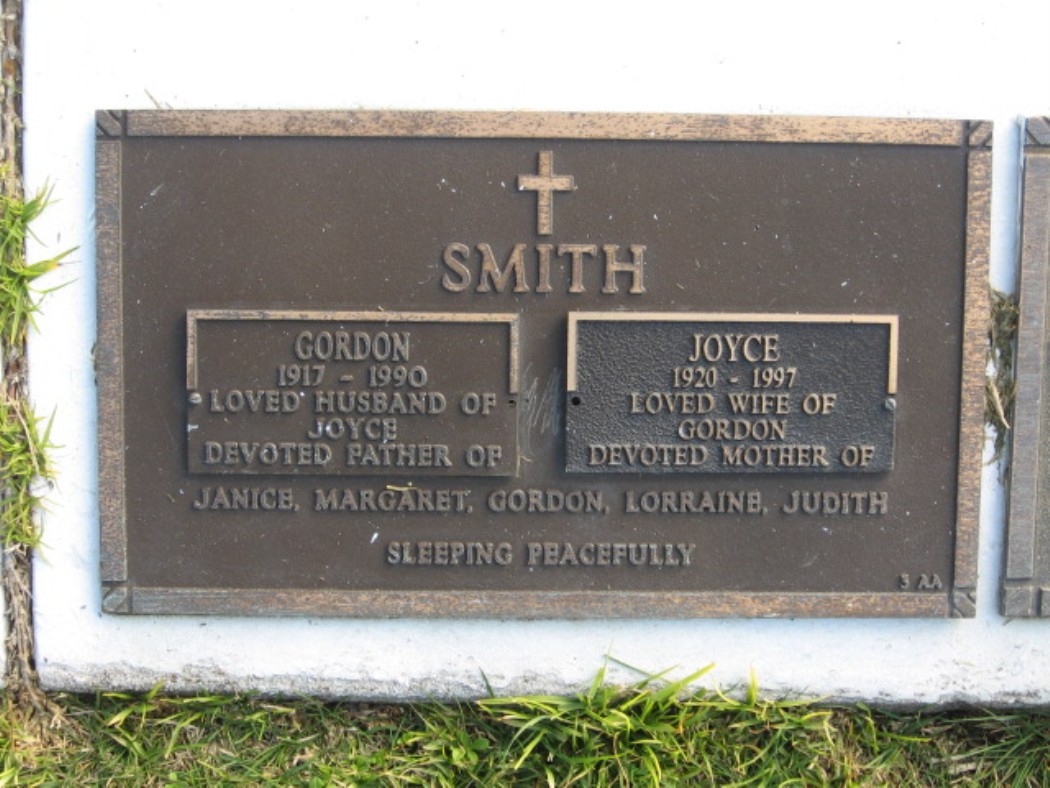 SMITH
GORDON
1917 - 1990
LOVED HUSBAND OF
JOYCE
DEVOTED FATHER OF
JOYCE
1920 - 1997
LOVED WIFE OF
GORDON
DEVOTED MOTHER OF
JANICE, MARGARET, GORDON, LORRAINE, JUDITH
SLEEPING PEACEFULLY
3 AA